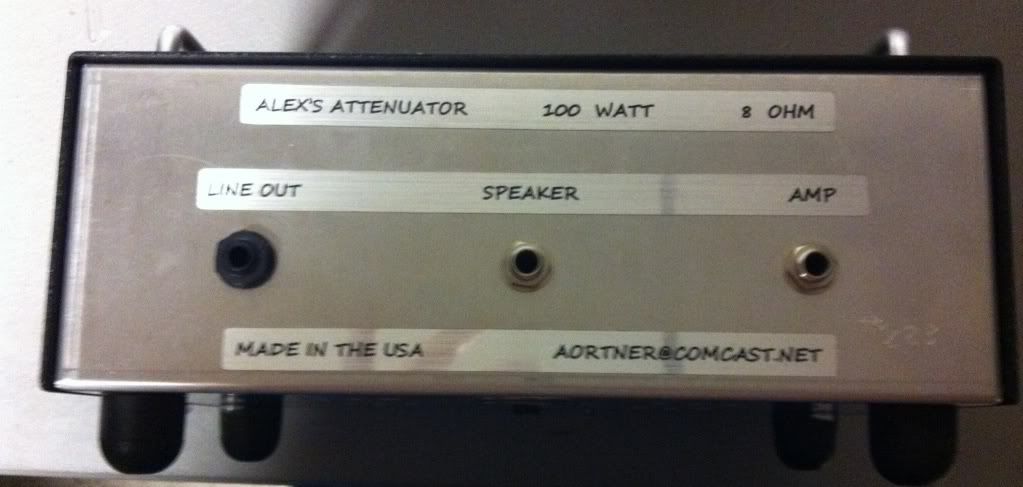 ALEX'S ATTENUATOR 100 WATT 8 OHM
LINE OUT SPEAKER AMP
MADE IN THE USA AORTNER@COMCAST.NET